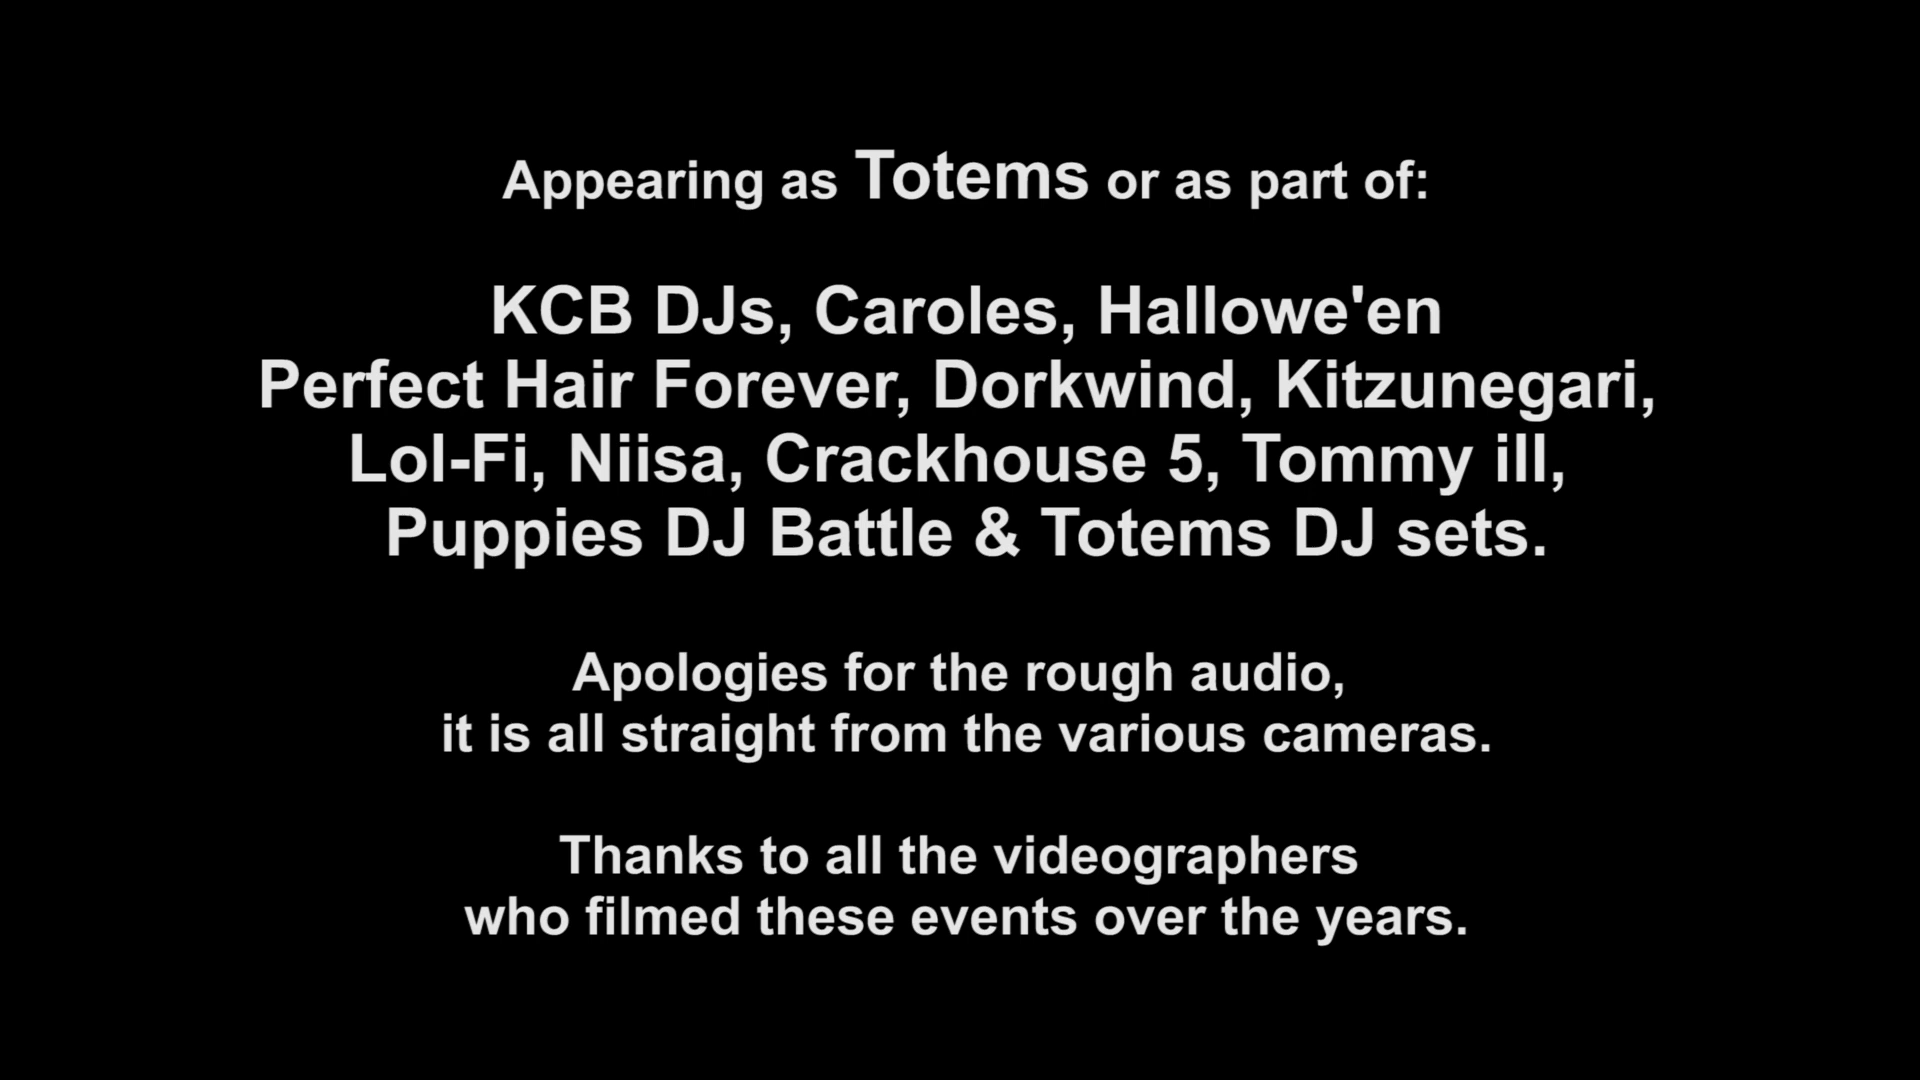 Appearing as Totems or as part of:
KCB DJs, Caroles, Hallowe'en
Perfect Hair Forever, Dorkwind, Kitzunegari,
Lol-Fi, Niisa, Crackhouse 5, Tommy ill,
Puppies DJ Battle & Totems DJ sets.
Apologies for the rough audio,
it is all straight from the various cameras.
Thanks to all the videographers
who filmed these events over the years.